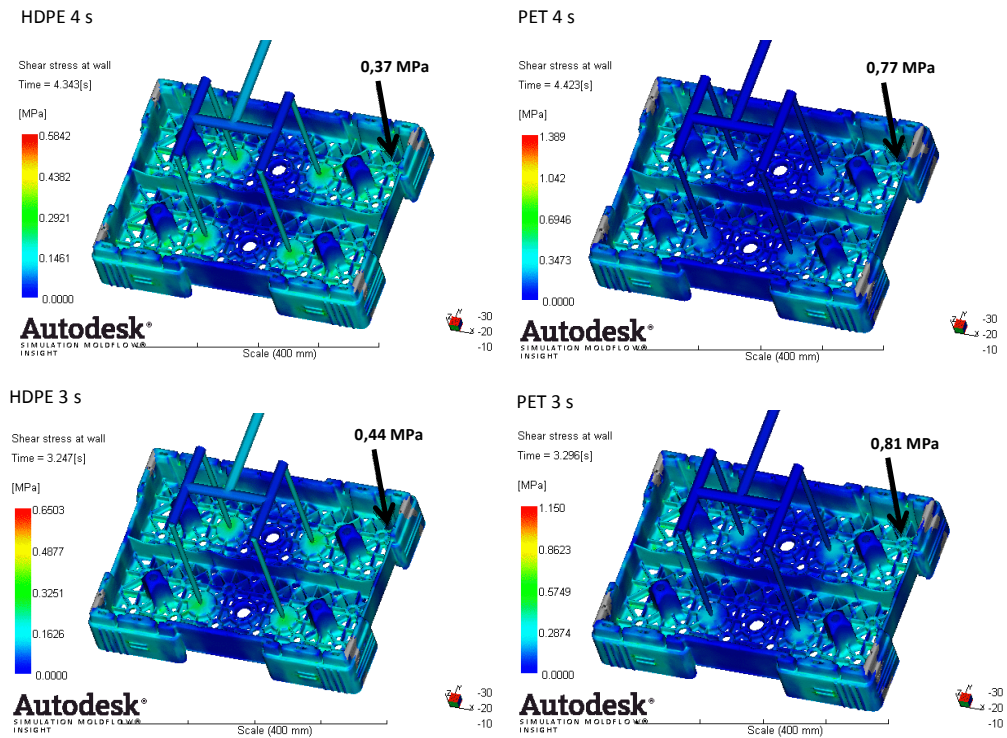 HDPE 4 s
Shear stress at wall
Time = 4.343[s]
[MPa]
0.5842
0.4382
0.2921
0.1461
0.0000
0,37 MPa
Autodesk®
SIMULATION MOLDFLOW®
INSIGHT
Scale (400 mm)
Z Y X
-30
-20
-10
PET 4 s
Shear stress at wall
Time = 4.423[s]
[MPa]
1.389
1.042
0.6946
0.3473
0.0000
0,77 MPa
Autodesk®
SIMULATION MOLDFLOW®
INSIGHT
Scale (400 mm)
Z Y X
-30
-20
-10
HDPE 3 s
Shear stress at wall
Time = 3.247[s]
[MPa]
0.6503
0.4877
0.3251
0.1626
0.0000
0,44 MPa
Autodesk®
SIMULATION MOLDFLOW®
INSIGHT
Scale (400 mm)
Z Y X
-30
-20
-10
PET 3 s
Shear stress at wall
Time = 3.296[s]
[MPa]
1.150
0.8623
0.5749
0.2874
0.0000
0,81 MPa
Autodesk®
SIMULATION MOLDFLOW®
INSIGHT
Scale (400 mm)
Z Y X
-30
-20
-10